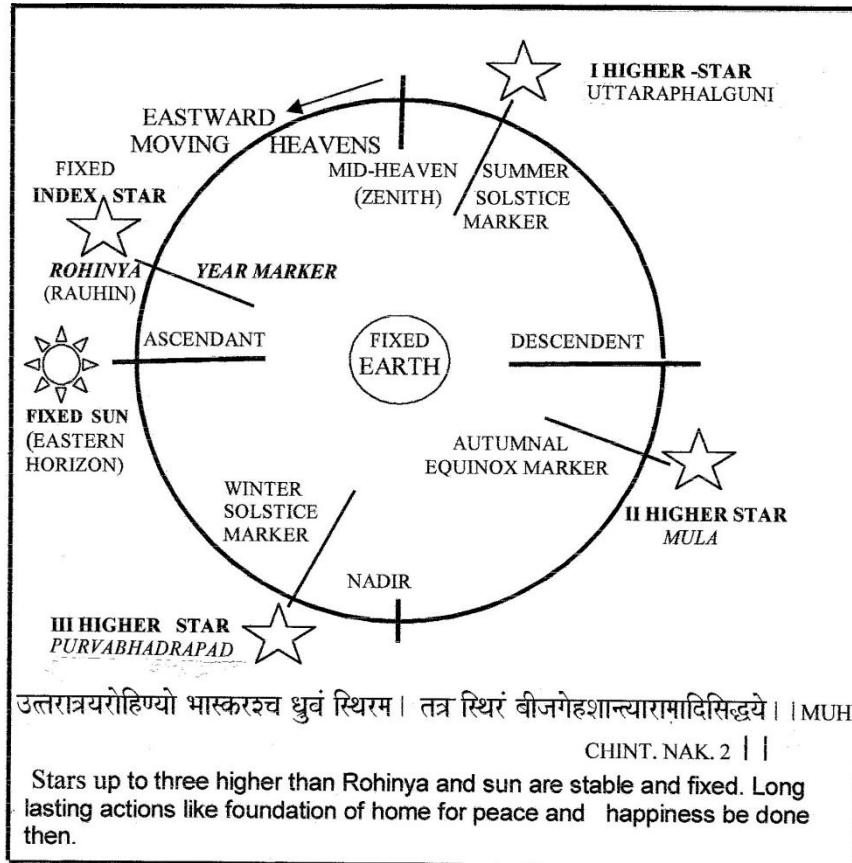 I HIGHER -STAR
UTTARAPHALGUNI
EASTWARD
MOVING HEAVENS
MID-HEAVEN
(ZENITH)
SUMMER
SOLSTICE
MARKER
FIXED
INDEX STAR
ROHINYA
(RAUHIN)
YEAR MARKER
ASCENDANT
FIXED
EARTH
DESCENDENT
FIXED SUN
(EASTERN
HORIZON)
AUTUMNAL
EQUINOX MARKER
WINTER
SOLSTICE
MARKER
II HIGHER STAR
MULA
NADIR
III HIGHER STAR
PURVABHADRAPAD
उत्तरात्रयरोहिण्यो भास्करश्च ध्रुवं स्थिरम। तत्र स्थिरं बीजगेहशान्त्यारामादिसिद्धये।।MUH
CHINT. NAK. 2 ||
Stars up to three higher than Rohinya and sun are stable and fixed. Long
lasting actions like foundation of home for peace and happiness be done
then.